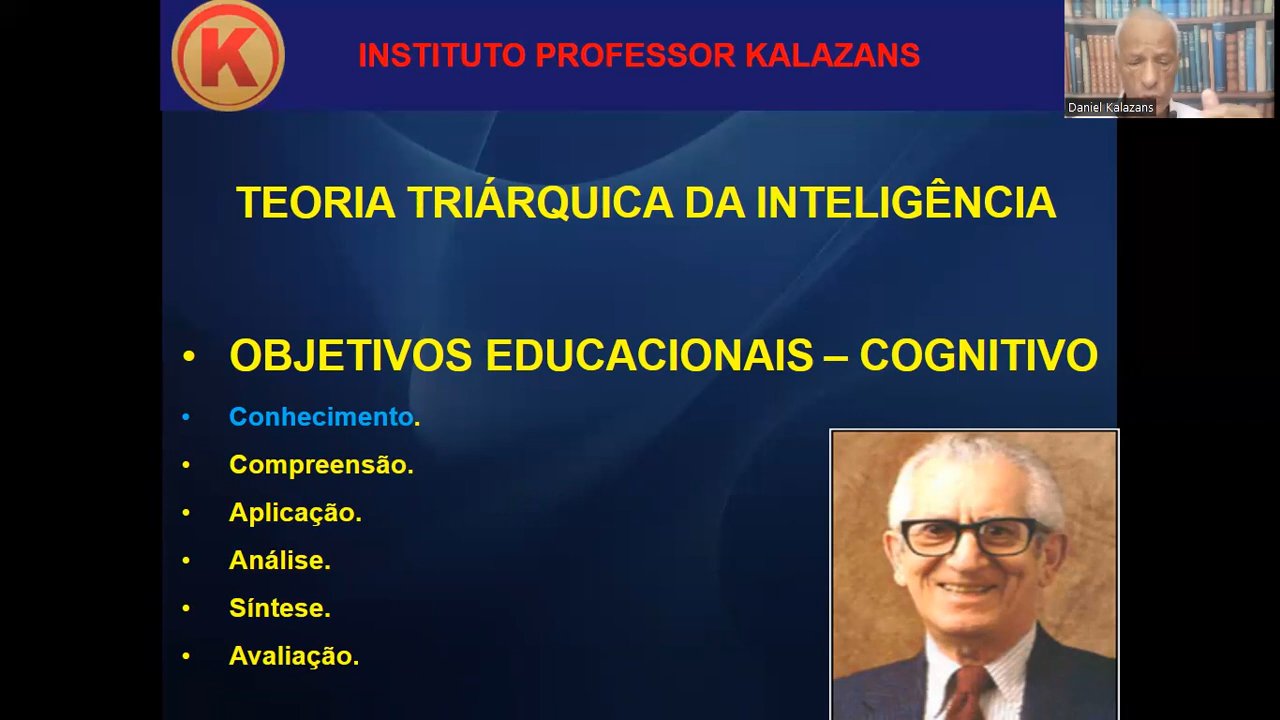 K
INSTITUTO PROFESSOR KALAZANS
Daniel Kalazans
TEORIA TRIÁRQUICA DA INTELIGÊNCIA
• OBJETIVOS EDUCACIONAIS – COGNITIVO
• Conhecimento.
• Compreensão.
• Aplicação.
• Análise.
• Síntese.
• Avaliação.